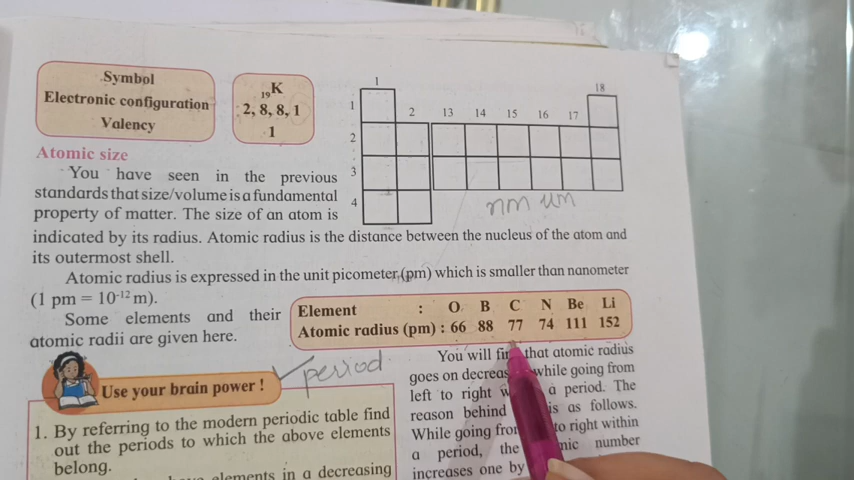 Symbol
Electronic configuration
Valency
19K
2, 8, 8, 1
1
1
18
1
2 13 14 15 16 17
2
3
4
nm um
Atomic size
You have seen in the previous
standards that size/volume is a fundamental
property of matter. The size of an atom is
indicated by its radius. Atomic radius is the distance between the nucleus of the atom and
its outermost shell.
Atomic radius is expressed in the unit picometer (pm) which is smaller than nanometer
(1 pm = 10-12 m).
Some elements and their
atomic radii are given here.
Element : O B C N Be Li
Atomic radius (pm) : 66 88 77 74 111 152
period
Use your brain power !
1. By referring to the modern periodic table find
out the periods to which the above elements
belong.
elements in a decreasing
You will that atomic radius
goes on while going from
left to right a period. The
reason behind is as follows.
While going to right within
a period, the number
increases one by